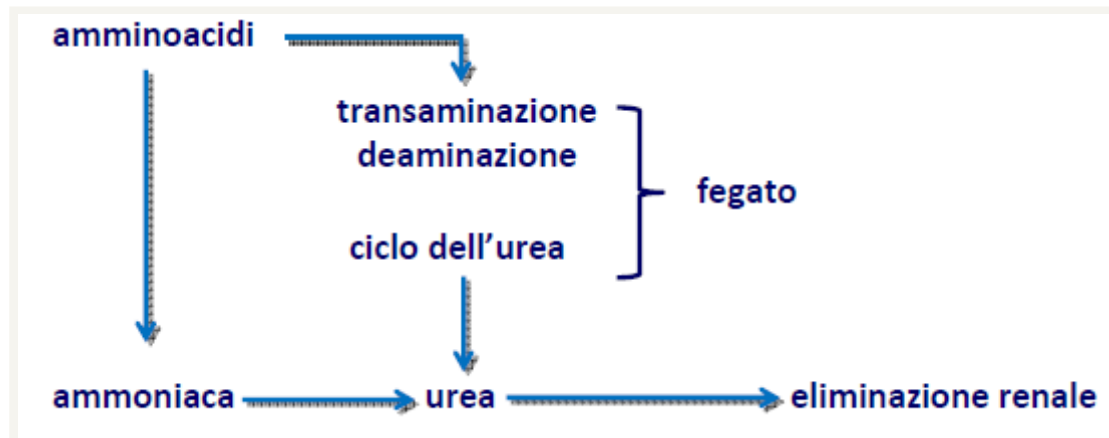 amminoacidi
transaminazione
deaminazione
fegato
ciclo dell'urea
ammoniaca urea eliminazione renale